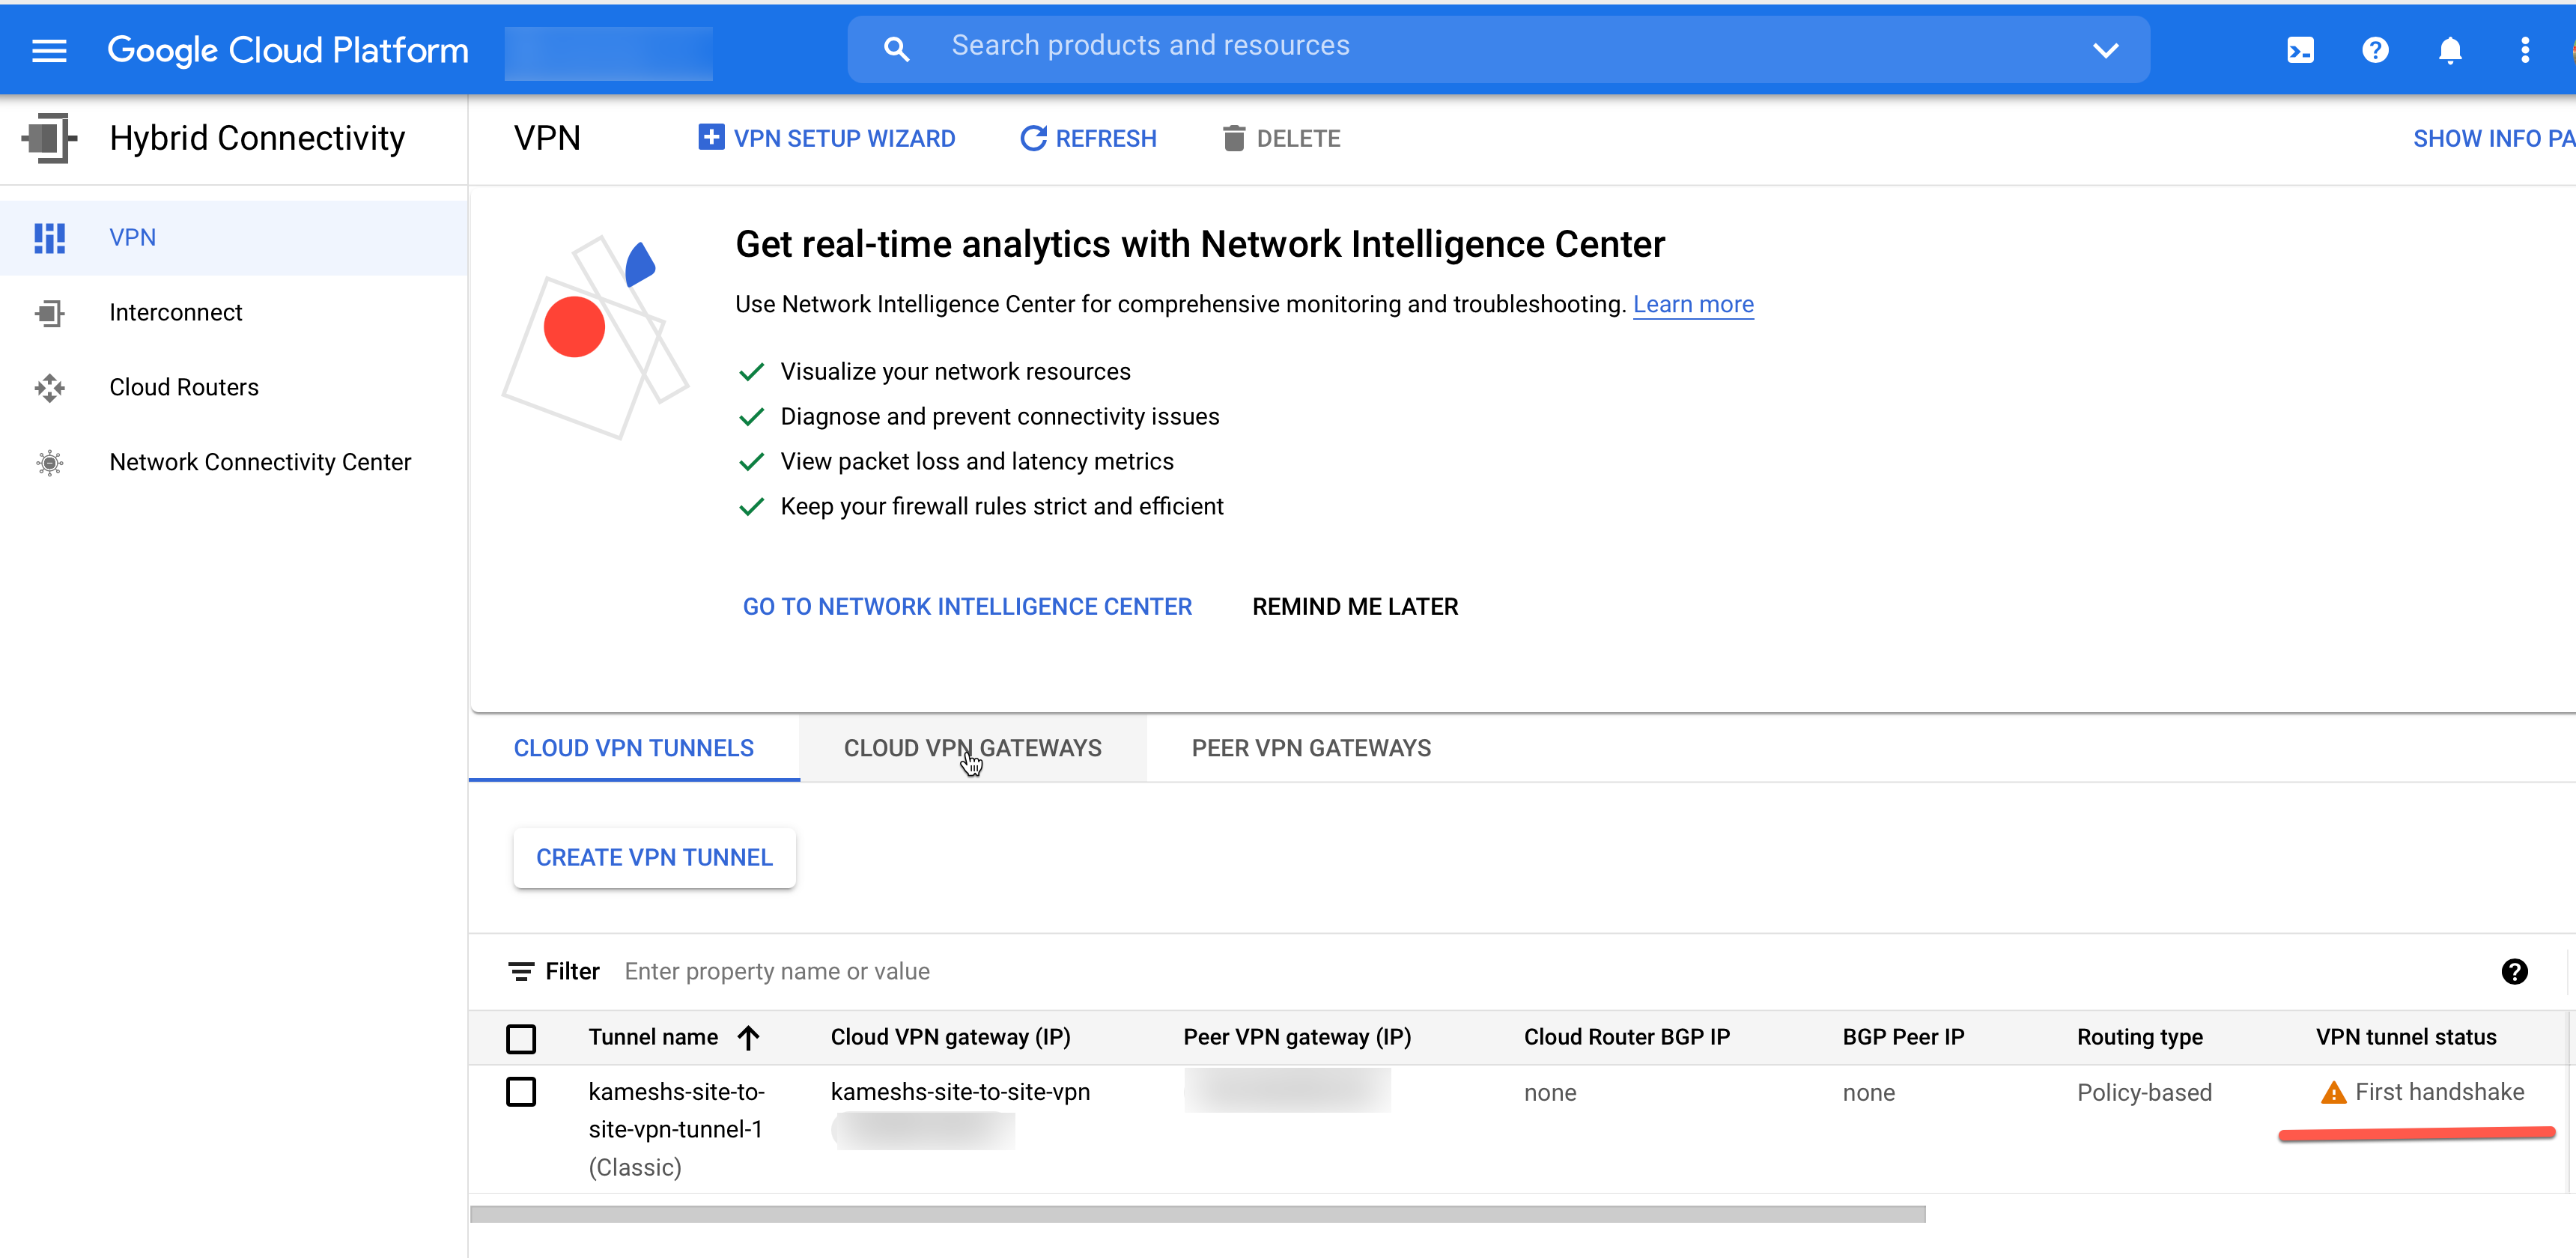 Google Cloud Platform
Search products and resources
Hybrid Connectivity
VPN
VPN SETUP WIZARD
REFRESH
DELETE
SHOW INFO PA
VPN
Interconnect
Cloud Routers
Network Connectivity Center
Get real-time analytics with Network Intelligence Center
Use Network Intelligence Center for comprehensive monitoring and troubleshooting. Learn more
Visualize your network resources
Diagnose and prevent connectivity issues
View packet loss and latency metrics
Keep your firewall rules strict and efficient
GO TO NETWORK INTELLIGENCE CENTER
REMIND ME LATER
CLOUD VPN TUNNELS
CLOUD VPN GATEWAYS
PEER VPN GATEWAYS
CREATE VPN TUNNEL
Filter
Enter property name or value
Tunnel name
Cloud VPN gateway (IP)
Peer VPN gateway (IP)
Cloud Router BGP IP
BGP Peer IP
Routing type
VPN tunnel status
kameshs-site-to-
site-vpn-tunnel-1
(Classic)
kameshs-site-to-site-vpn
none
none
Policy-based
First handshake